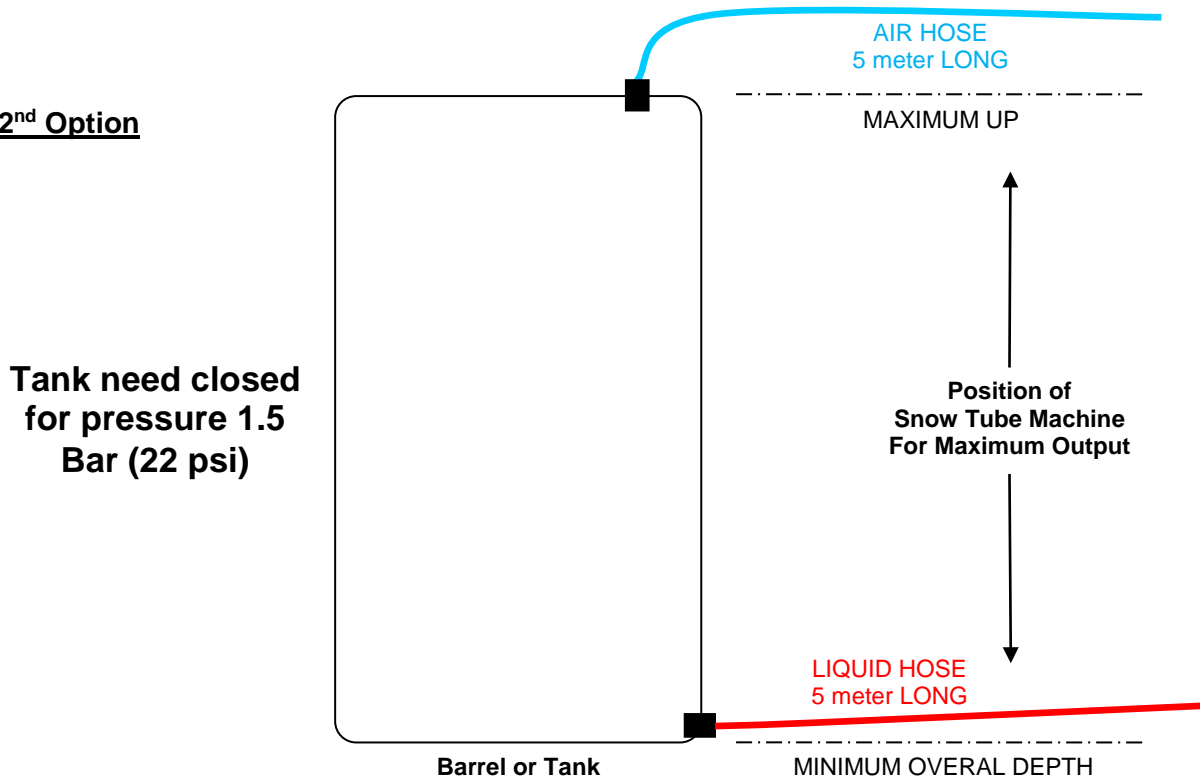 AIR HOSE
5 meter LONG
2nd Option
MAXIMUM UP
Tank need closed
for pressure 1.5
Bar (22 psi)
Position of
Snow Tube Machine
For Maximum Output
LIQUID HOSE
5 meter LONG
Barrel or Tank
MINIMUM OVERAL DEPTH